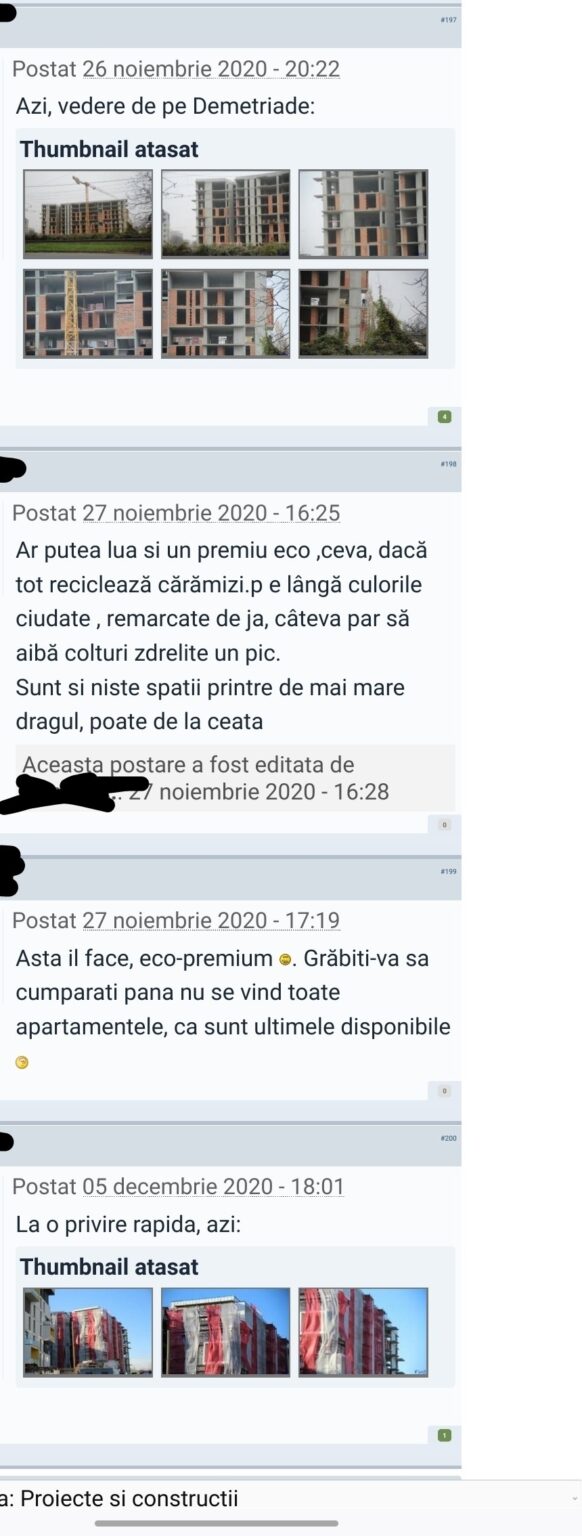 #197
Postat 26 noiembrie 2020 - 20:22
Azi, vedere de pe Demetriade:
Thumbnail atasat
4
#198
Postat 27 noiembrie 2020 - 16:25
Ar putea lua si un premiu eco ,ceva, dacă
tot reciclează cărămizi.p e lângă culorile
ciudate , remarcate de ja, câteva par să
aibă colturi zdrelite un pic.
Sunt si niste spatii printre de mai mare
dragul, poate de la ceata
Aceasta postare a fost editata de
.: 27 noiembrie 2020 - 16:28
0
#199
Postat 27 noiembrie 2020 - 17:19
Asta il face, eco-premium . Grăbiti-va sa
cumparati pana nu se vind toate
apartamentele, ca sunt ultimele disponibile
0
#200
Postat 05 decembrie 2020 - 18:01
La o privire rapida, azi:
Thumbnail atasat
1
a: Proiecte si constructii